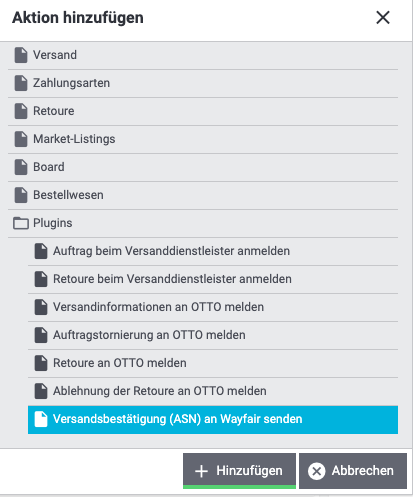 Aktion hinzufügen
Versand
Zahlungsarten
Retoure
Market-Listings
Board
Bestellwesen
Plugins
Auftrag beim Versanddienstleister anmelden
Retoure beim Versanddienstleister anmelden
Versandinformationen an OTTO melden
Auftragstornierung an OTTO melden
Retoure an OTTO melden
Ablehnung der Retoure an OTTO melden
Versandsbestätigung (ASN) an Wayfair senden
Hinzufügen Abbrechen